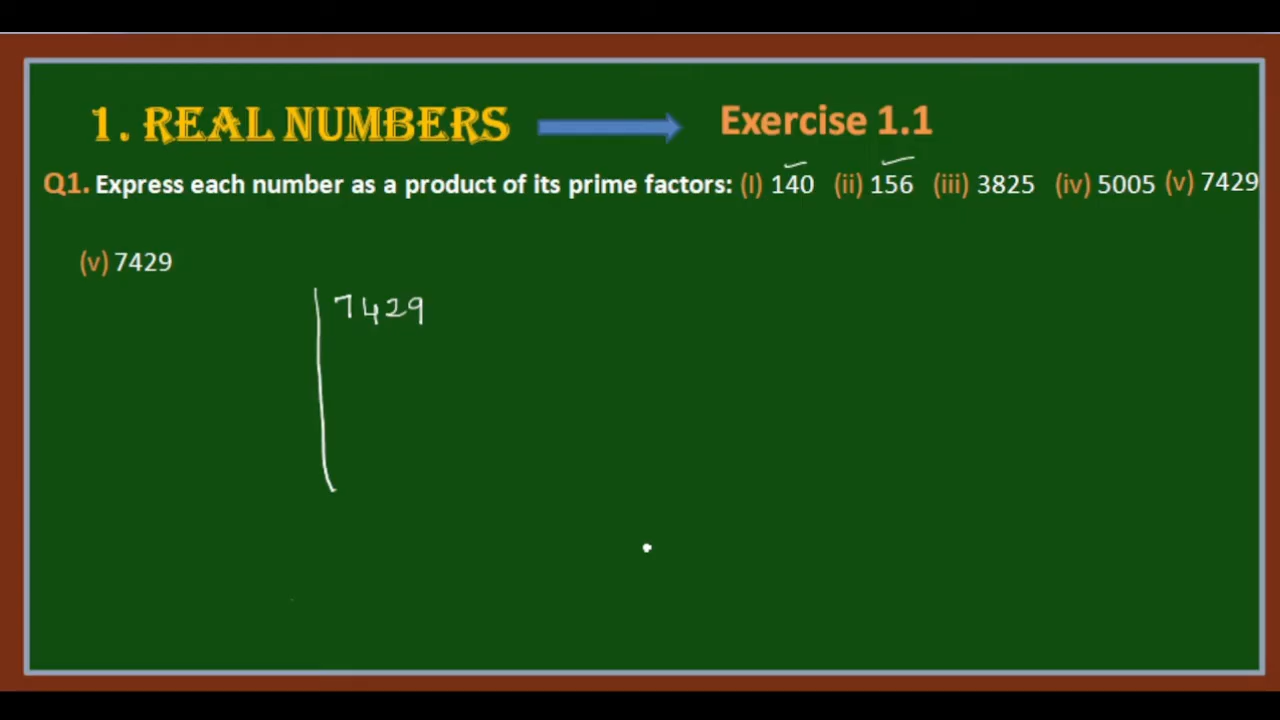 1. REAL NUMBERS Exercise 1.1
Q1. Express each number as a product of its prime factors: (I) 140 (ii) 156 (iii) 3825 (iv) 5005 (v) 7429
(v) 7429
7429